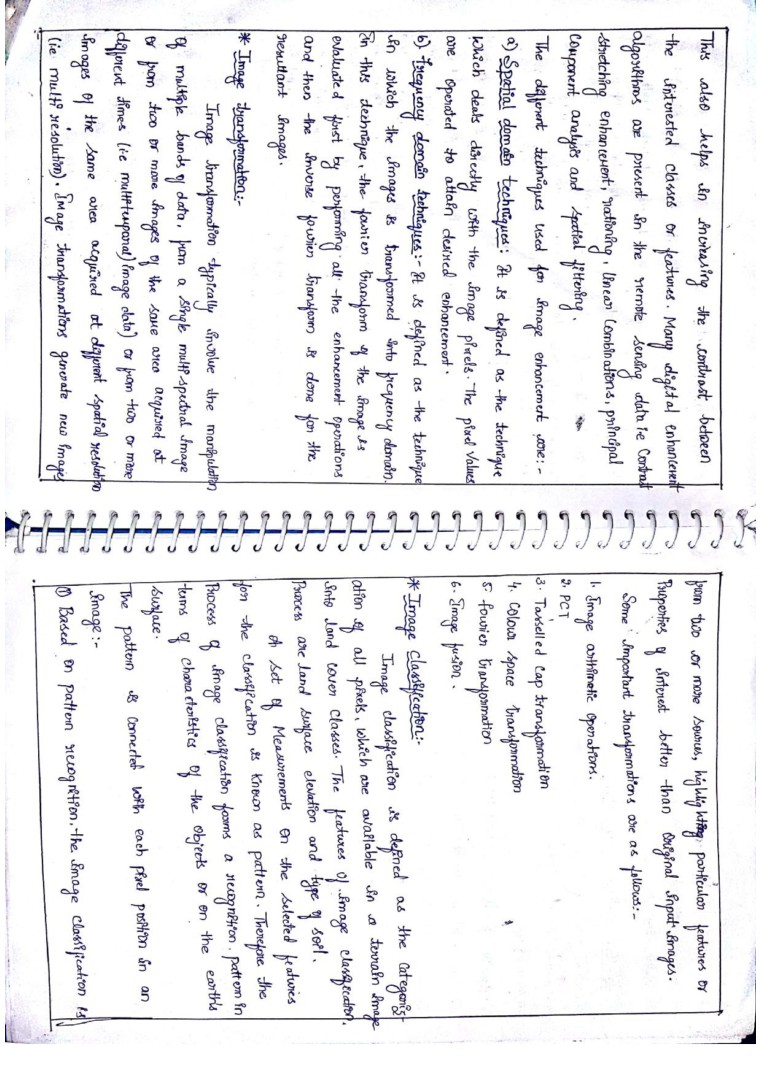 This also helps in increasing the contrast between
the interested classes or features. Many digital enhancement
algorithms are present in the remote sensing data i.e Contrast
stretching enhancement, rationing, linear Combinations, principal
Component analysis and spatial filtering.
The different techniques used for image enhancement are:-
a) Spatial domain techniques: It is defined as the technique
which deals directly with the image pixels. The pixel values
are operated to attain desired enhancement.
b) Frequency domain techniques:- It is defined as the technique
in which the images is transformed into frequency domain.
In this technique, the fourier transform of the image is
evaluated first by performing all the enhancement operations
and then the inverse fourier transform is done for the
resultant images.
* Image transformation:-
Image transformation typically involve the manipulation
of multiple bands of data, from a single multi spectral image
or from two or more images of the same area acquired at
different times (i.e multitemporal) image data) or from two or more
images of the same area acquired at different spatial resolution
(i.e multi resolution). Image transformations generate new images
from two or more sources, highlighting particular features or
Properties of interest better than Original input images.
Some important transformations are as follows:-
1. Image arithmetic operations.
2. PCT
3. Tasselled Cap transformation
4. Colour space transformation
5. fourier transformation
6. Image fusion.
* Image classification:-
Image classification is defined as the Categoris-
ation of all pixels, which are available in a terrain image
into land cover classes. The features of image classification.
Process are land surface elevation and type of soil.
A set of Measurements on the selected features
for the classification is known as pattern. Therefore the
Process of image classification forms a recognition. pattern in
terms of characteristics of the objects or on the earth's
surface.
The pattern is Connected with each pixel position in an
image:-
① Based on pattern recognition. the image classification is